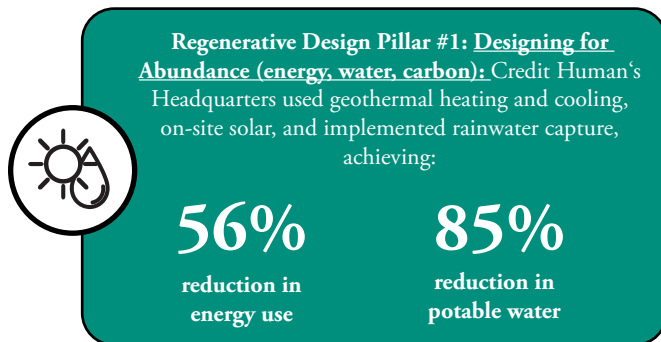 Regenerative Design Pillar #1: Designing for
Abundance (energy, water, carbon): Credit Human‘s
Headquarters used geothermal heating and cooling,
on-site solar, and implemented rainwater capture,
achieving:
56% 85%
reduction in reduction in
energy use potable water